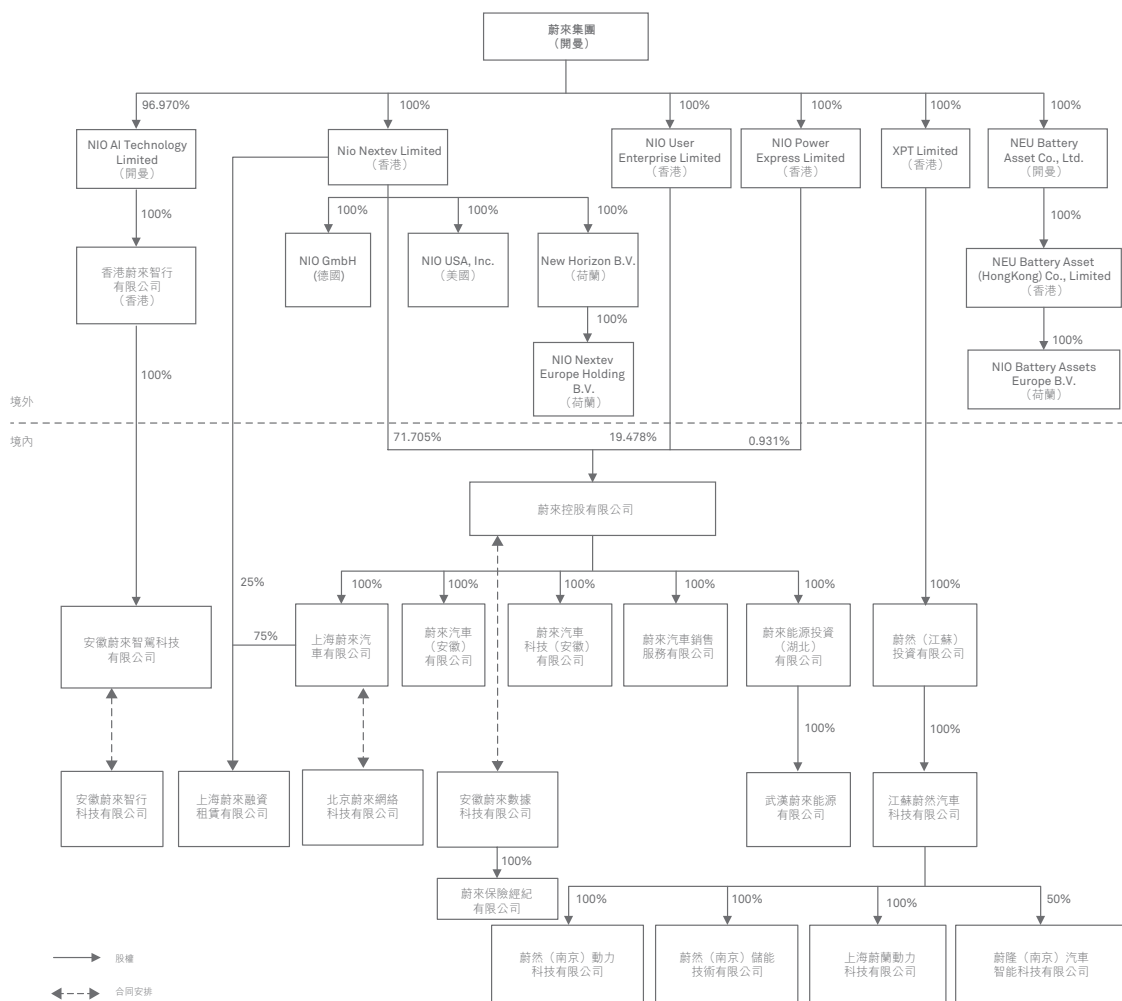 蔚來集團
（開曼）
96.970%
100%
100%
100%
100%
100%
NIO AI Technology
Limited
（開曼）
Nio Nextev Limited
（香港）
NIO User
Enterprise Limited
（香港）
NIO Power
Express Limited
（香港）
XPT Limited
（香港）
NEU Battery
Asset Co., Ltd.
（開曼）
100%
100%
100%
100%
100%
香港蔚來智行
有限公司
（香港）
NIO GmbH
(德國)
NIO USA, Inc.
（美國）
New Horizon B.V.
（荷蘭）
NEU Battery Asset
(HongKong) Co., Limited
（香港）
100%
100%
100%
NIO Nextev
Europe Holding
B.V.
（荷蘭）
NIO Battery Assets
Europe B.V.
（荷蘭）
境外
境內
71.705%
19.478%
0.931%
蔚來控股有限公司
25%
100%
100%
100%
100%
100%
100%
75%
安徽蔚來智駕科技
有限公司
上海蔚來汽
車有限公司
蔚來汽車
（安徽）
有限公司
蔚來汽車
科技（安徽）
有限公司
蔚來汽車銷售
服務有限公司
蔚來能源投資
（湖北）
有限公司
蔚然（江蘇）
投資有限公司
100%
100%
安徽蔚來智行
科技有限公司
上海蔚來融資
租賃有限公司
北京蔚來網絡
科技有限公司
安徽蔚來數據
科技有限公司
武漢蔚來能源
有限公司
江蘇蔚然汽車
科技有限公司
100%
蔚來保險經紀
有限公司
100%
100%
100%
50%
蔚然（南京）動力
科技有限公司
蔚然（南京）儲能
技術有限公司
上海蔚蘭動力
科技有限公司
蔚隆（南京）汽車
智能科技有限公司
股權
合同安排